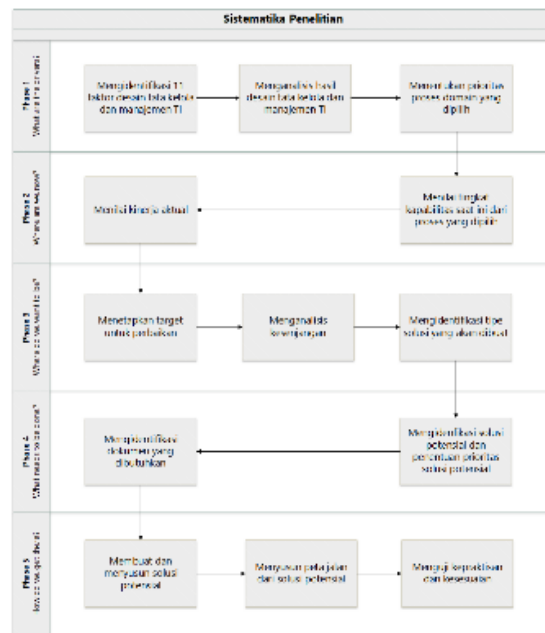 Sistematika Penelitian
Phase 1
What are the drivers?
Mengidentifikasi 11
faktor desain tata kelola
dan manajemen TI
Menganalisis hasil
desain tata kelola dan
manajemen TI
Menentukan prioritas
proses domain yang
dipilih
Phase 2
Where are we now?
Menilai kinerja aktual
Menilai tingkat
kapabilitas saat ini dari
proses yang dipilih
Phase 3
Where do we want to be?
Menetapkan target
untuk perbaikan
Menganalisis
kesenjangan
Mengidentifikasi tipe
solusi yang akan dibuat
Phase 4
What needs to be done?
Mengidentifikasi
dokumen yang
dibutuhkan
Mengidentifikasi solusi
potensial dan
penentuan prioritas
solusi potensial
Phase 5
How do we get there?
Membuat dan
menyusun solusi
potensial
Menyusun peta jalan
dari solusi potensial
Menguji kepraktisan
dan kesesuaian